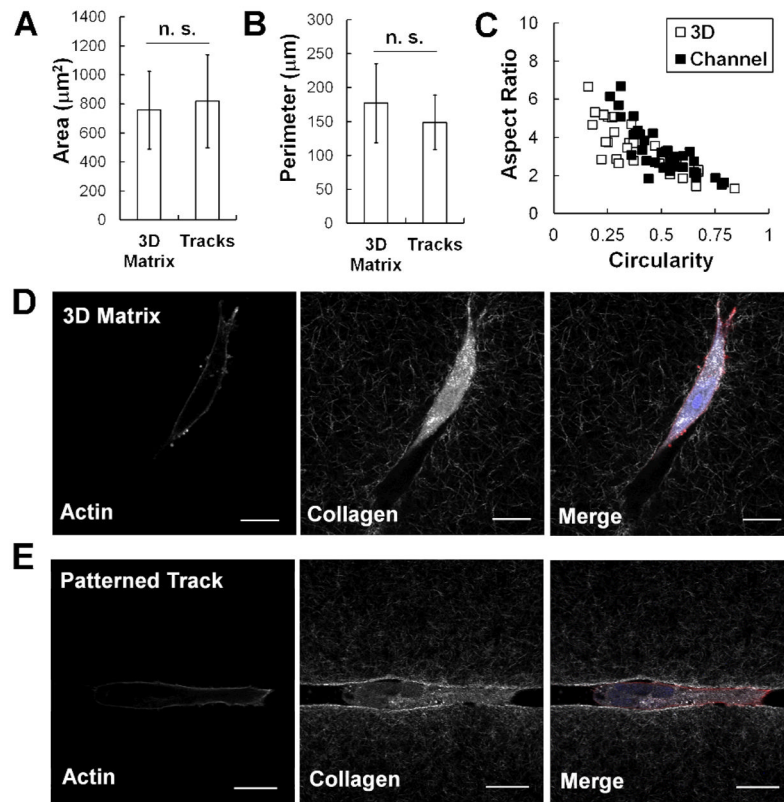 A
Area (μm²)
1400
1200
1000
800
600
400
200
0
n. s.
3D Matrix
Tracks
B
Perimeter (μm)
300
250
200
150
100
50
0
n. s.
3D Matrix
Tracks
C
Aspect Ratio
10
8
6
4
2
0
3D
Channel
0
0.25
0.5
0.75
1
Circularity
D
3D Matrix
Actin
Collagen
Merge
E
Patterned Track
Actin
Collagen
Merge